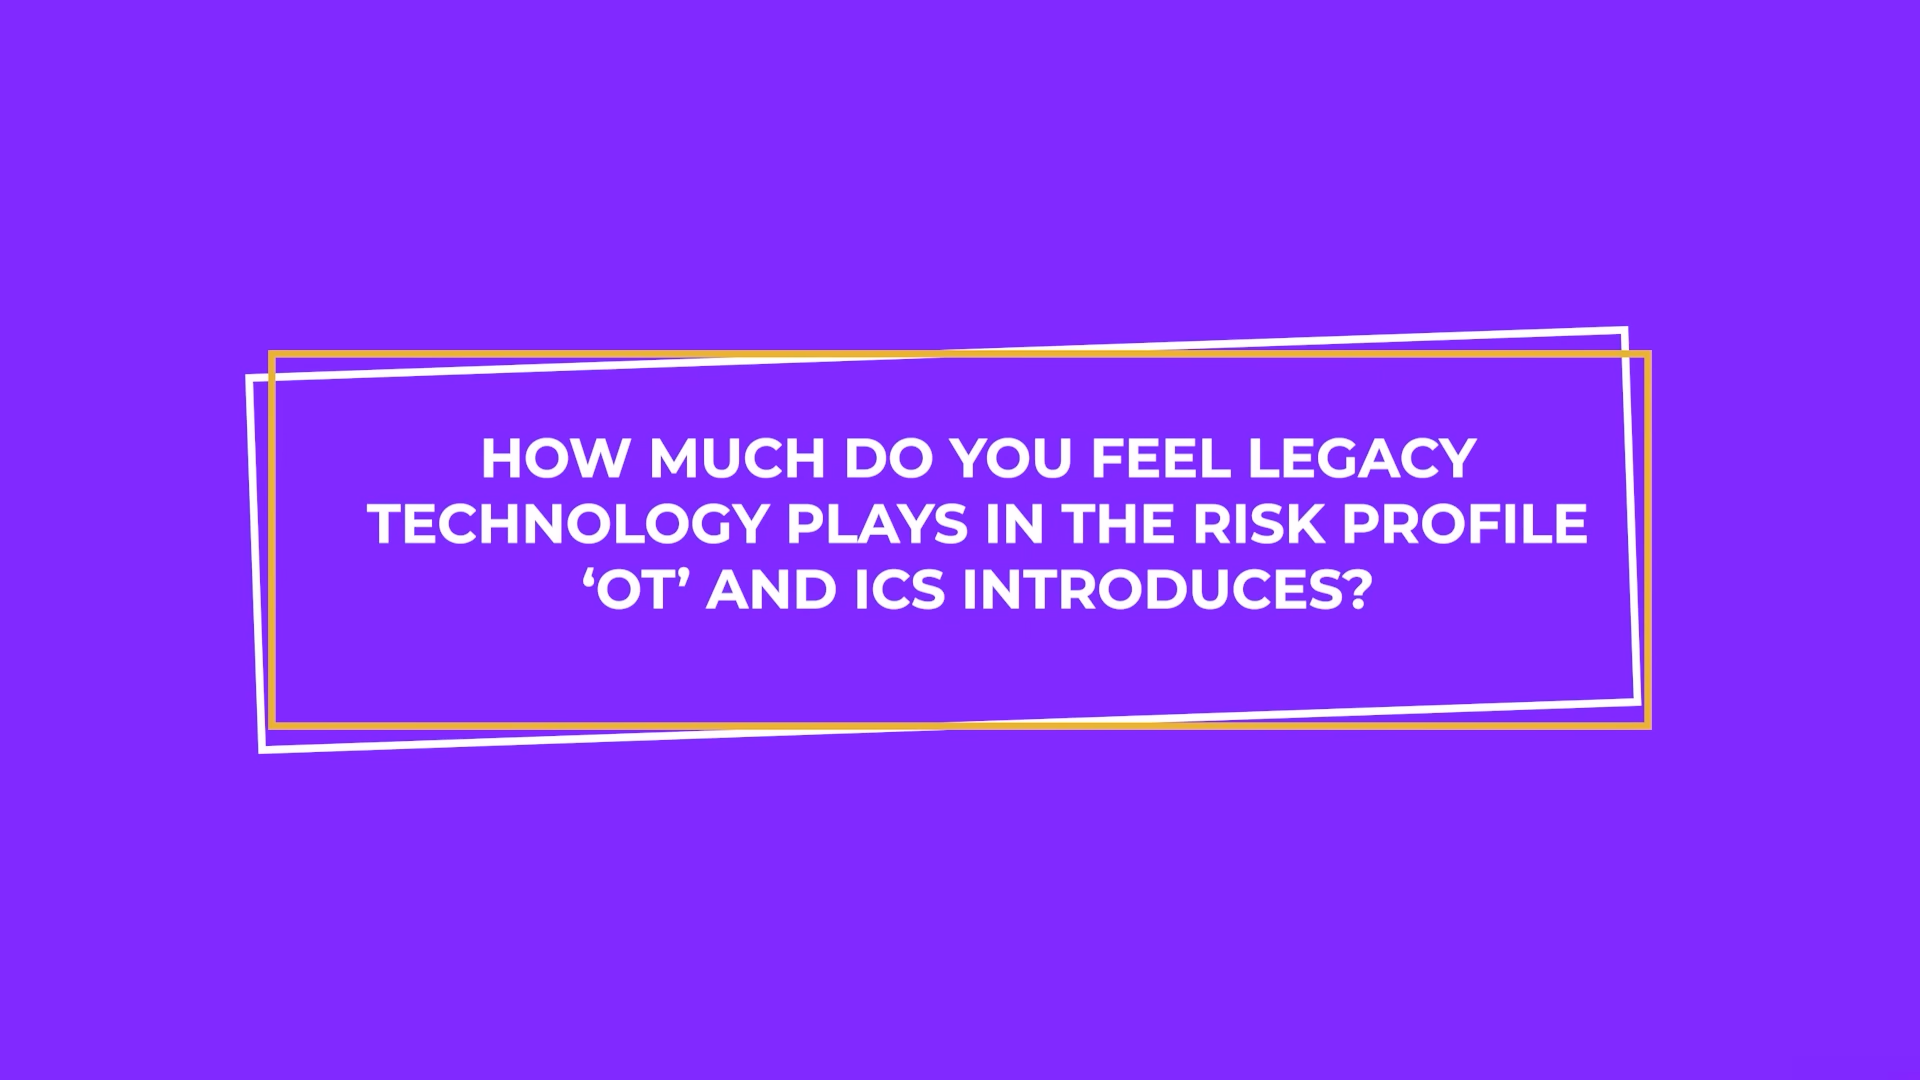 HOW MUCH DO YOU FEEL LEGACY
TECHNOLOGY PLAYS IN THE RISK PROFILE
‘OT’ AND ICS INTRODUCES?